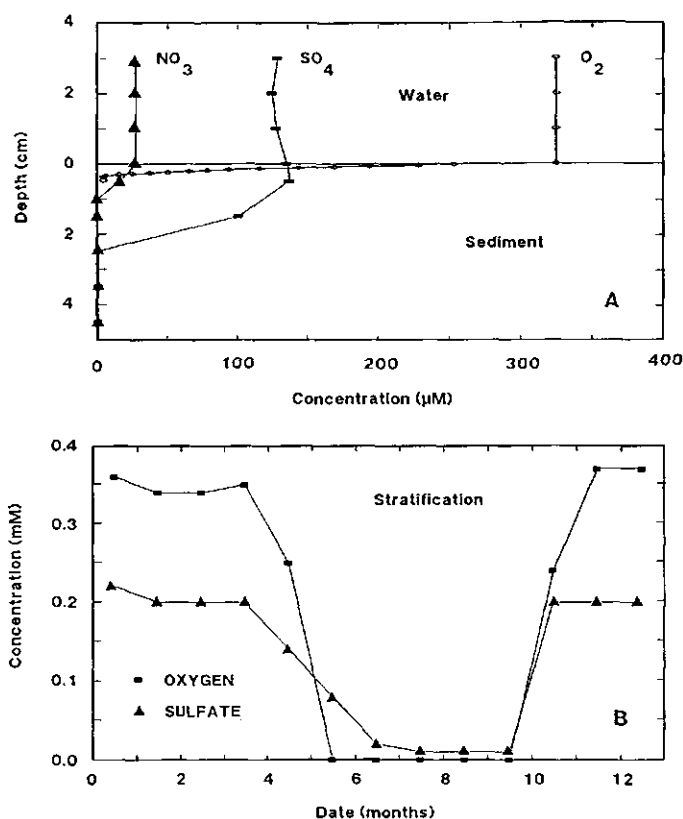 4
2
0
2
4
Depth (cm)
NO3
SO4
O2
Water
Sediment
A
0 100 200 300 400
Concentration (μM)
0.4
0.3
0.2
0.1
0.0
Concentration (mM)
Stratification
OXYGEN
SULFATE
B
0 2 4 6 8 10 12
Date (months)